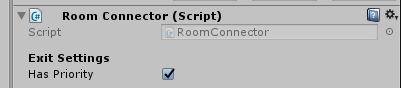 Room Connector (Script)
Script RoomConnector
Exit Settings
Has Priority